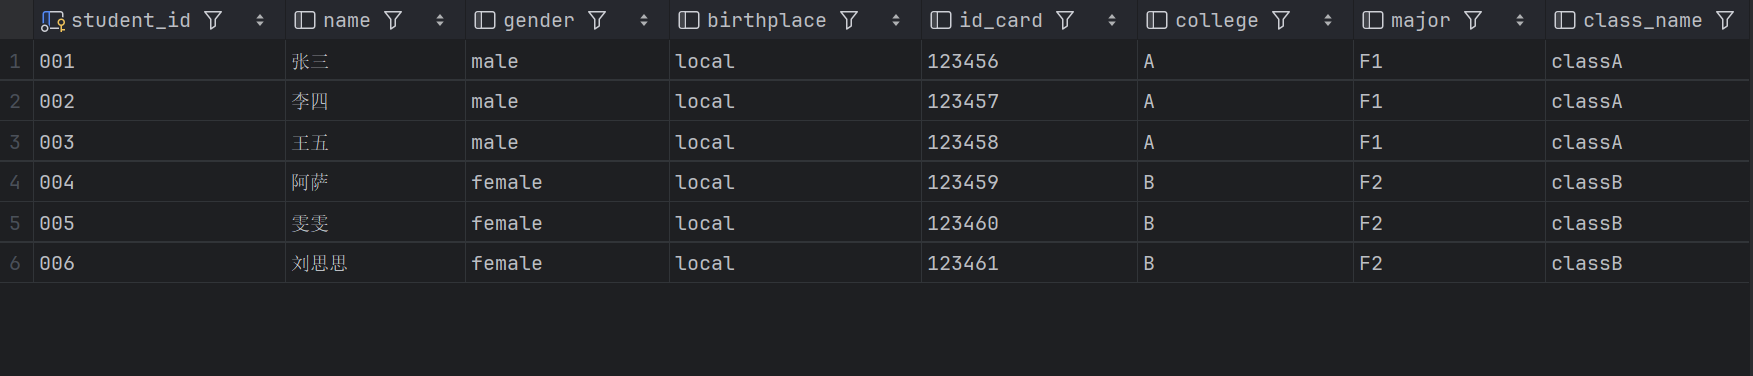 student_id name gender birthplace id_card college major class_name
1 001 张三 male local 123456 A F1 classA
2 002 李四 male local 123457 A F1 classA
3 003 王五 male local 123458 A F1 classA
4 004 阿萨 female local 123459 B F2 classB
5 005 雯雯 female local 123460 B F2 classB
6 006 刘思思 female local 123461 B F2 classB